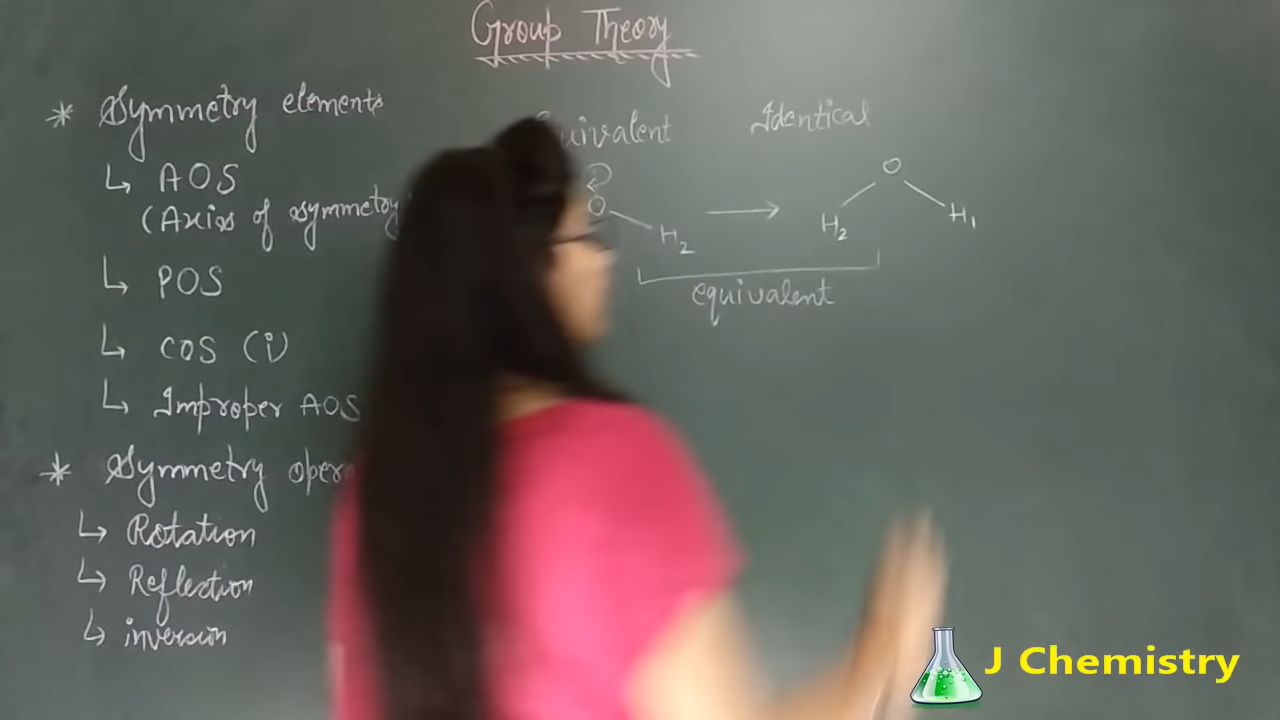 Group Theory
* Symmetry elements
↳ AOS
(Axis of symmetry)
↳ POS
↳ COS (i)
↳ Improper AOS
* Symmetry
↳ Rotation
↳ Reflection
↳ inversion
Identical
O
H2
→
O
H2
H1
equivalent
J Chemistry